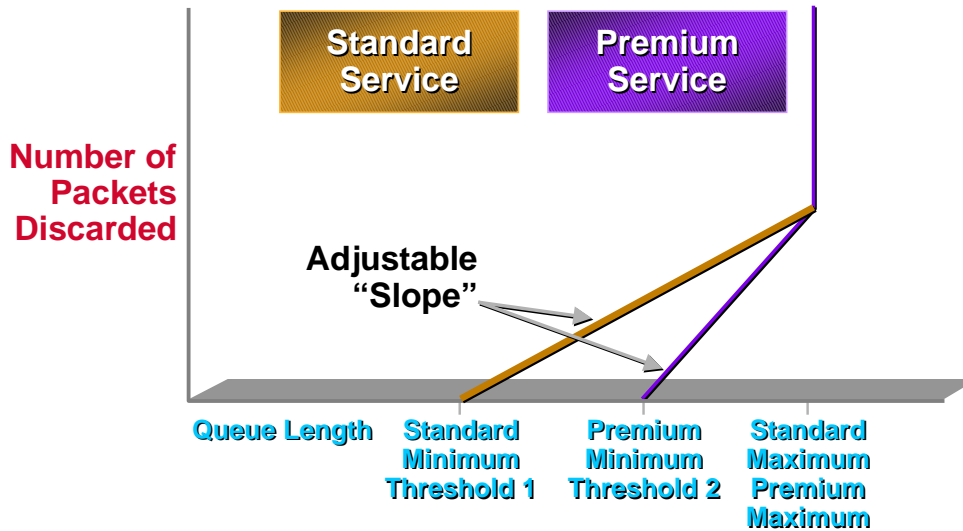 Standard
Service
Premium
Service
Number of
Packets
Discarded
Adjustable
“Slope”
Queue Length
Standard
Minimum
Threshold 1
Premium
Minimum
Threshold 2
Standard
Maximum
Premium
Maximum